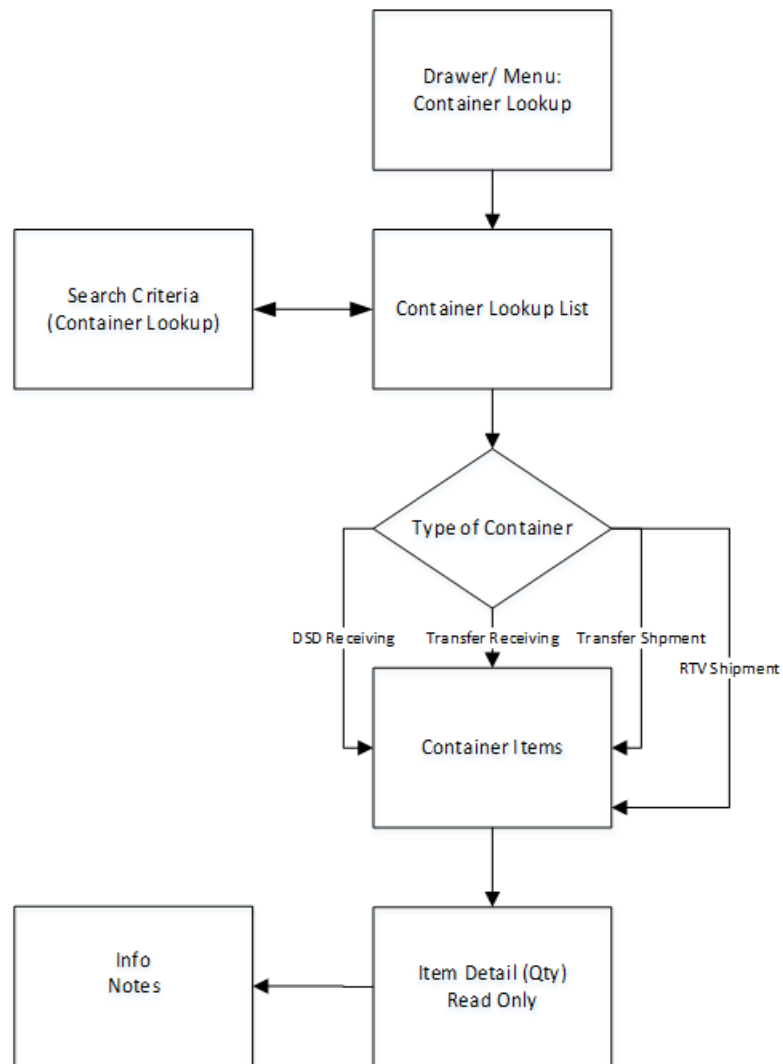 Drawer/ Menu:
Container Lookup
Search Criteria
(Container Lookup)
Container Lookup List
Type of Container
DSD Receiving
Transfer Receiving
Transfer Shpment
RTV Shipment
Container Items
Info
Notes
Item Detail (Qty)
Read Only